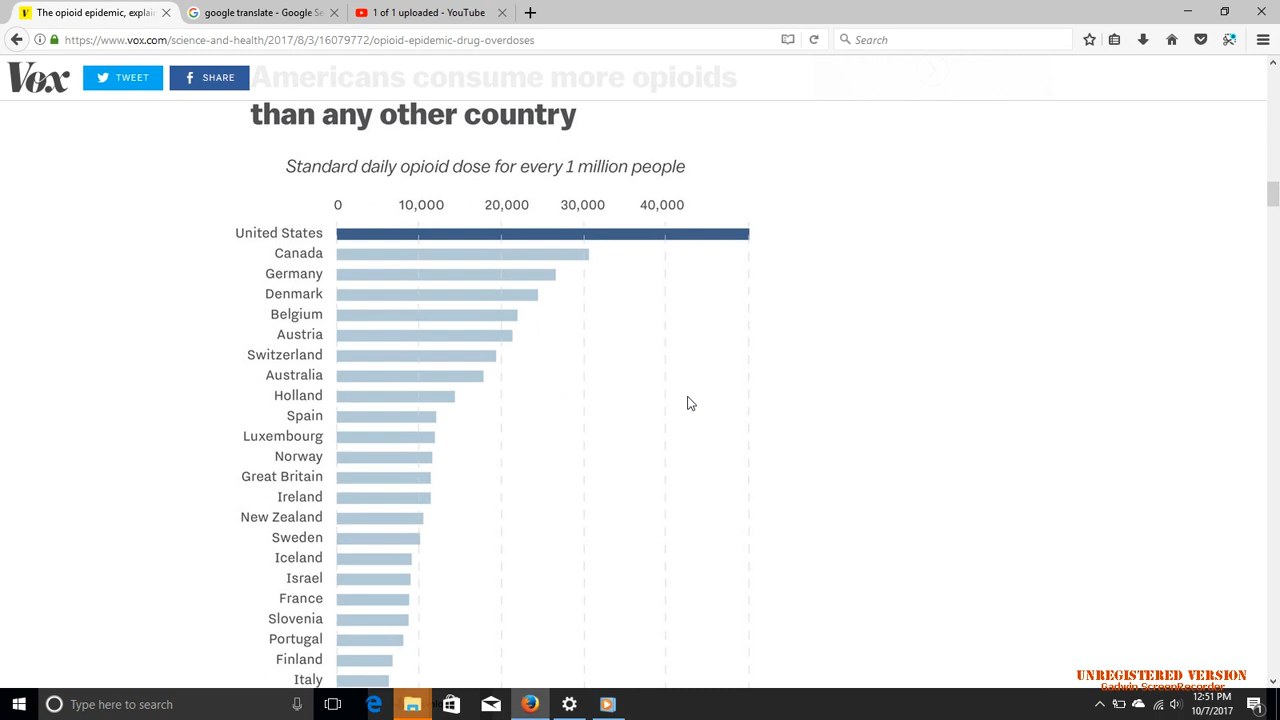 The opioid epidemic, explai
google translate - Google Se
1 of 1 uploaded - YouTube
https://www.vox.com/science-and-health/2017/8/3/16079772/opioid-epidemic-drug-overdoses
Search
Vox
TWEET
SHARE
Americans consume more opioids
than any other country
Standard daily opioid dose for every 1 million people
0 10,000 20,000 30,000 40,000
United States
Canada
Germany
Denmark
Belgium
Austria
Switzerland
Australia
Holland
Spain
Luxembourg
Norway
Great Britain
Ireland
New Zealand
Sweden
Iceland
Israel
France
Slovenia
Portugal
Finland
Italy
UNREGISTERED VERSION
Gadwin ScreenRecorder
Type here to search
12:51 PM
10/7/2017